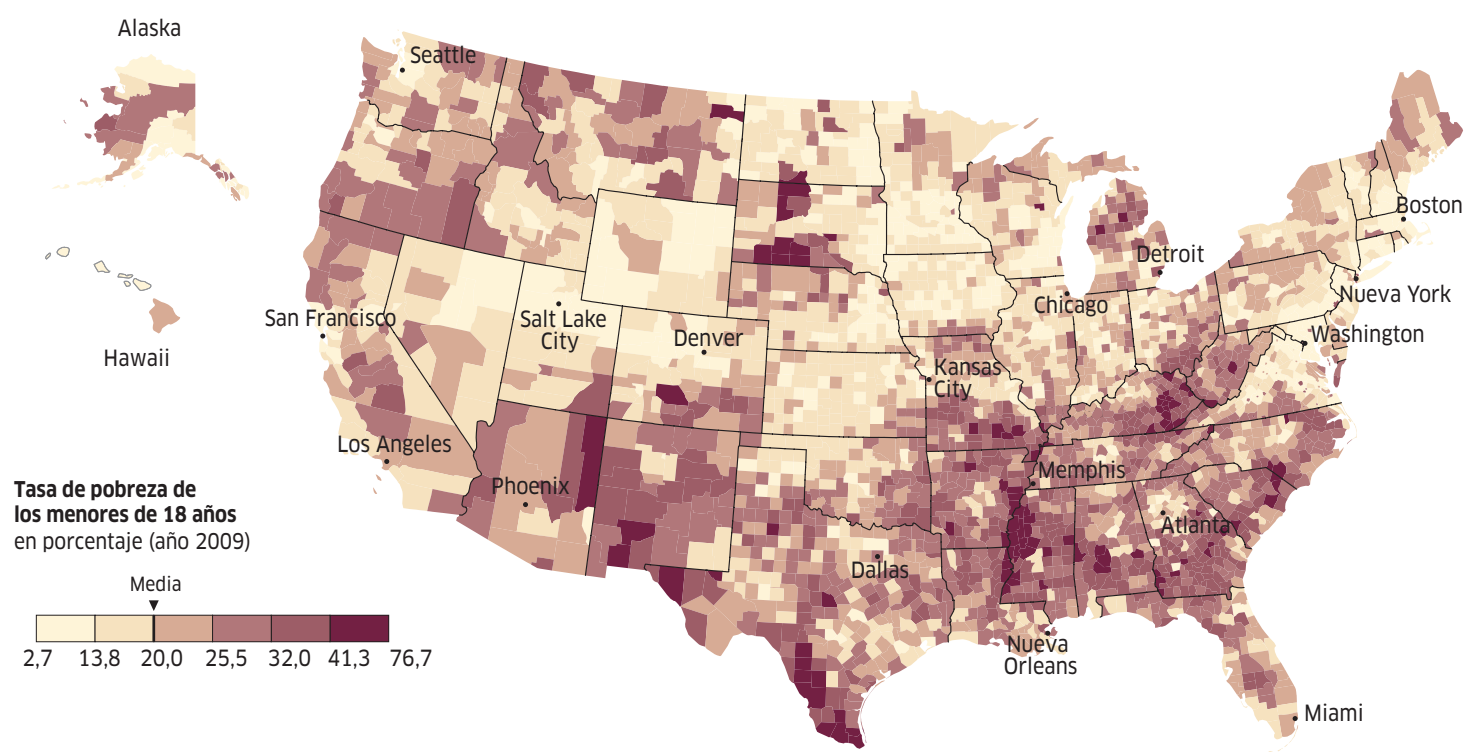 Alaska
Seattle
Boston
Detroit
Nueva York
Chicago
San Francisco
Salt Lake
City
Denver
Washington
Hawaii
Kansas
City
Los Angeles
Memphis
Phoenix
Atlanta
Dallas
Nueva
Orleans
Miami
Tasa de pobreza de
los menores de 18 años
en porcentaje (año 2009)
Media
2,7 13,8 20,0 25,5 32,0 41,3 76,7